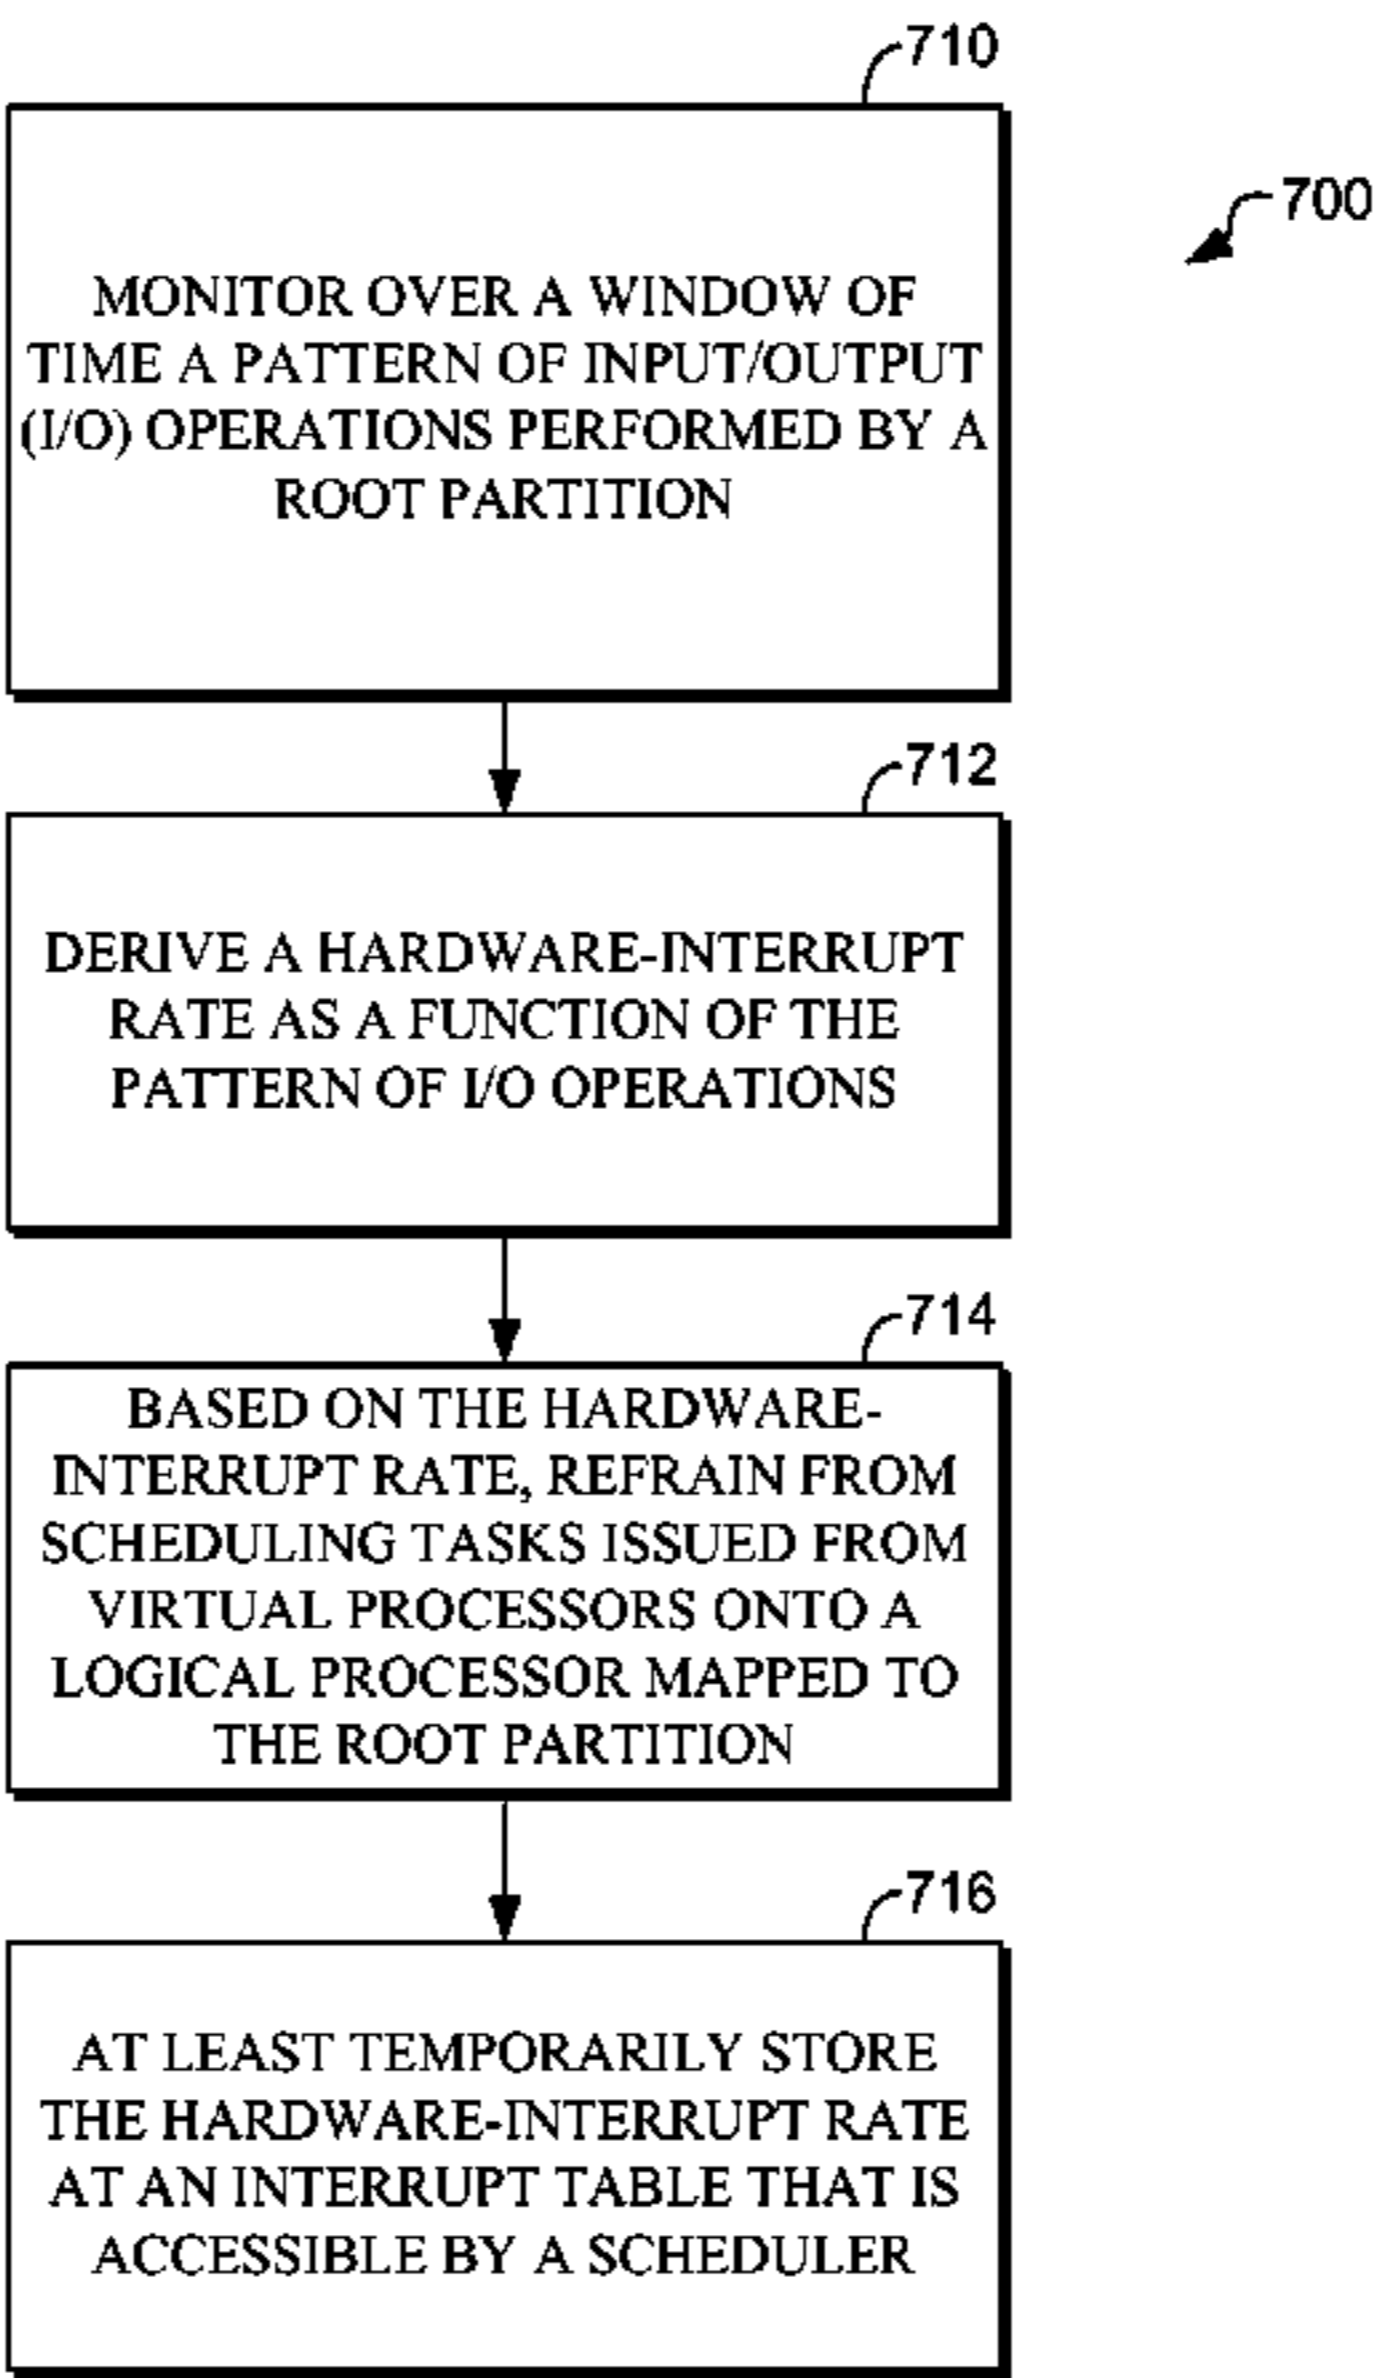 710
700
MONITOR OVER A WINDOW OF
TIME A PATTERN OF INPUT/OUTPUT
(I/O) OPERATIONS PERFORMED BY A
ROOT PARTITION
712
DERIVE A HARDWARE-INTERRUPT
RATE AS A FUNCTION OF THE
PATTERN OF I/O OPERATIONS
714
BASED ON THE HARDWARE-
INTERRUPT RATE, REFRAIN FROM
SCHEDULING TASKS ISSUED FROM
VIRTUAL PROCESSORS ONTO A
LOGICAL PROCESSOR MAPPED TO
THE ROOT PARTITION
716
AT LEAST TEMPORARILY STORE
THE HARDWARE-INTERRUPT RATE
AT AN INTERRUPT TABLE THAT IS
ACCESSIBLE BY A SCHEDULER